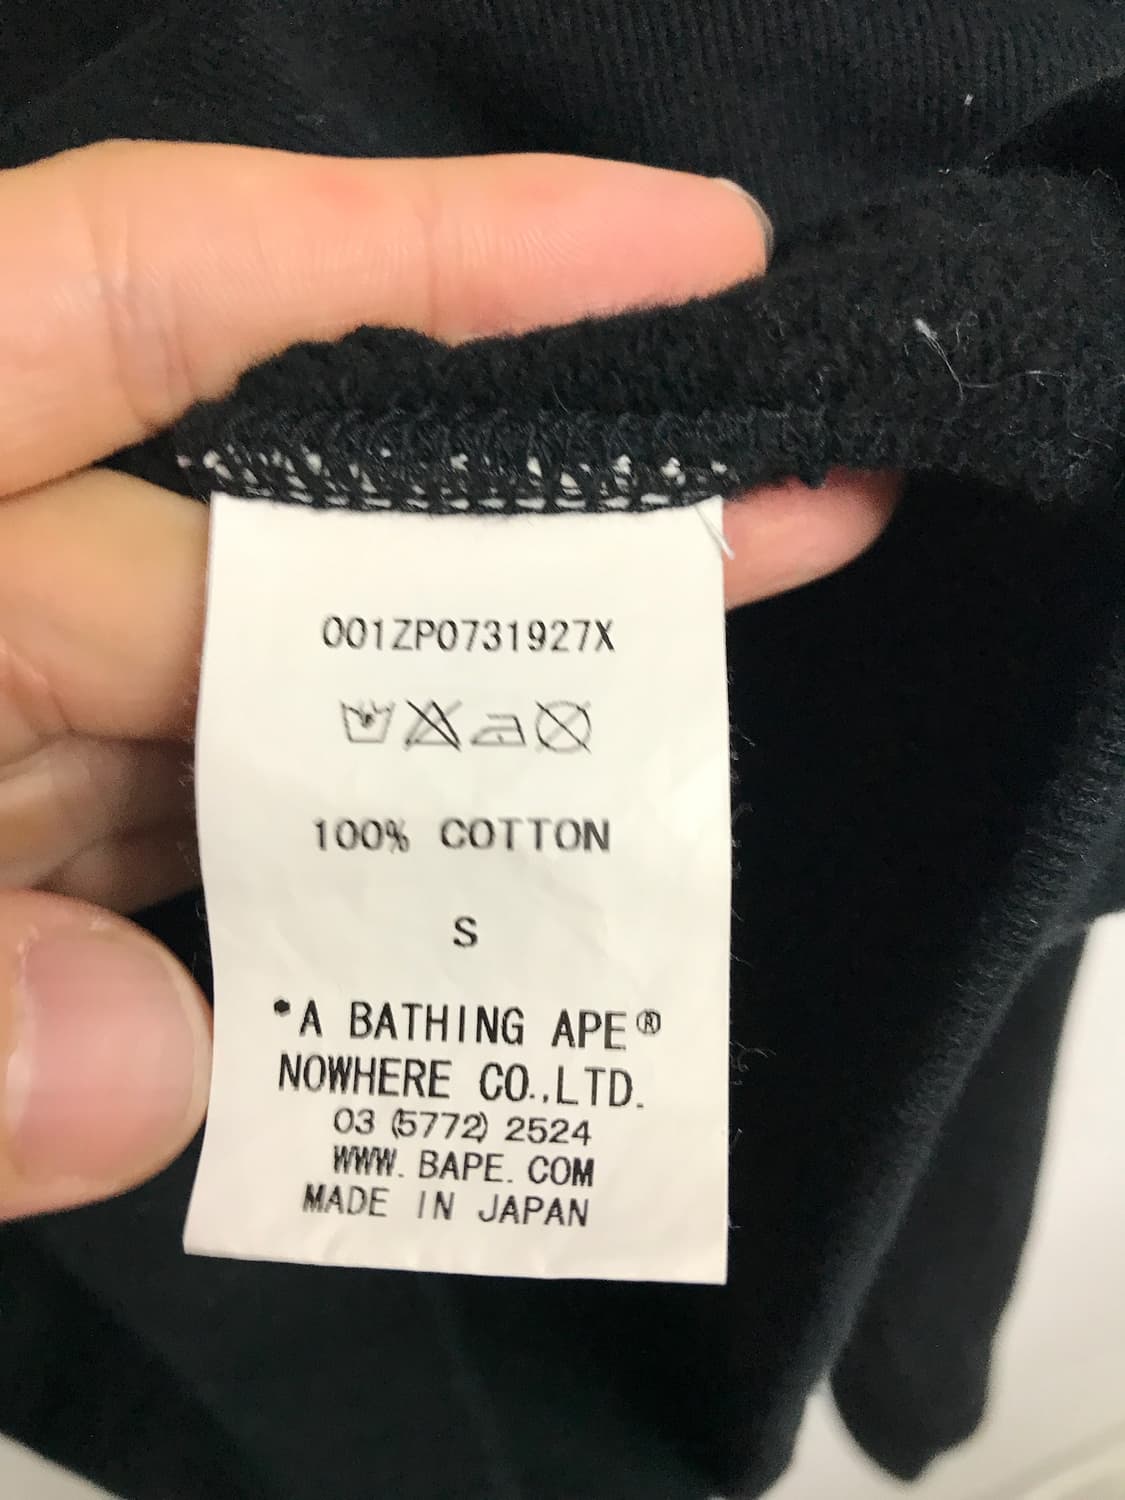 001ZP0731927X
100% COTTON
S
•A BATHING APE®
NOWHERE CO.,LTD.
03 (5772) 2524
WWW. BAPE. COM
MADE IN JAPAN